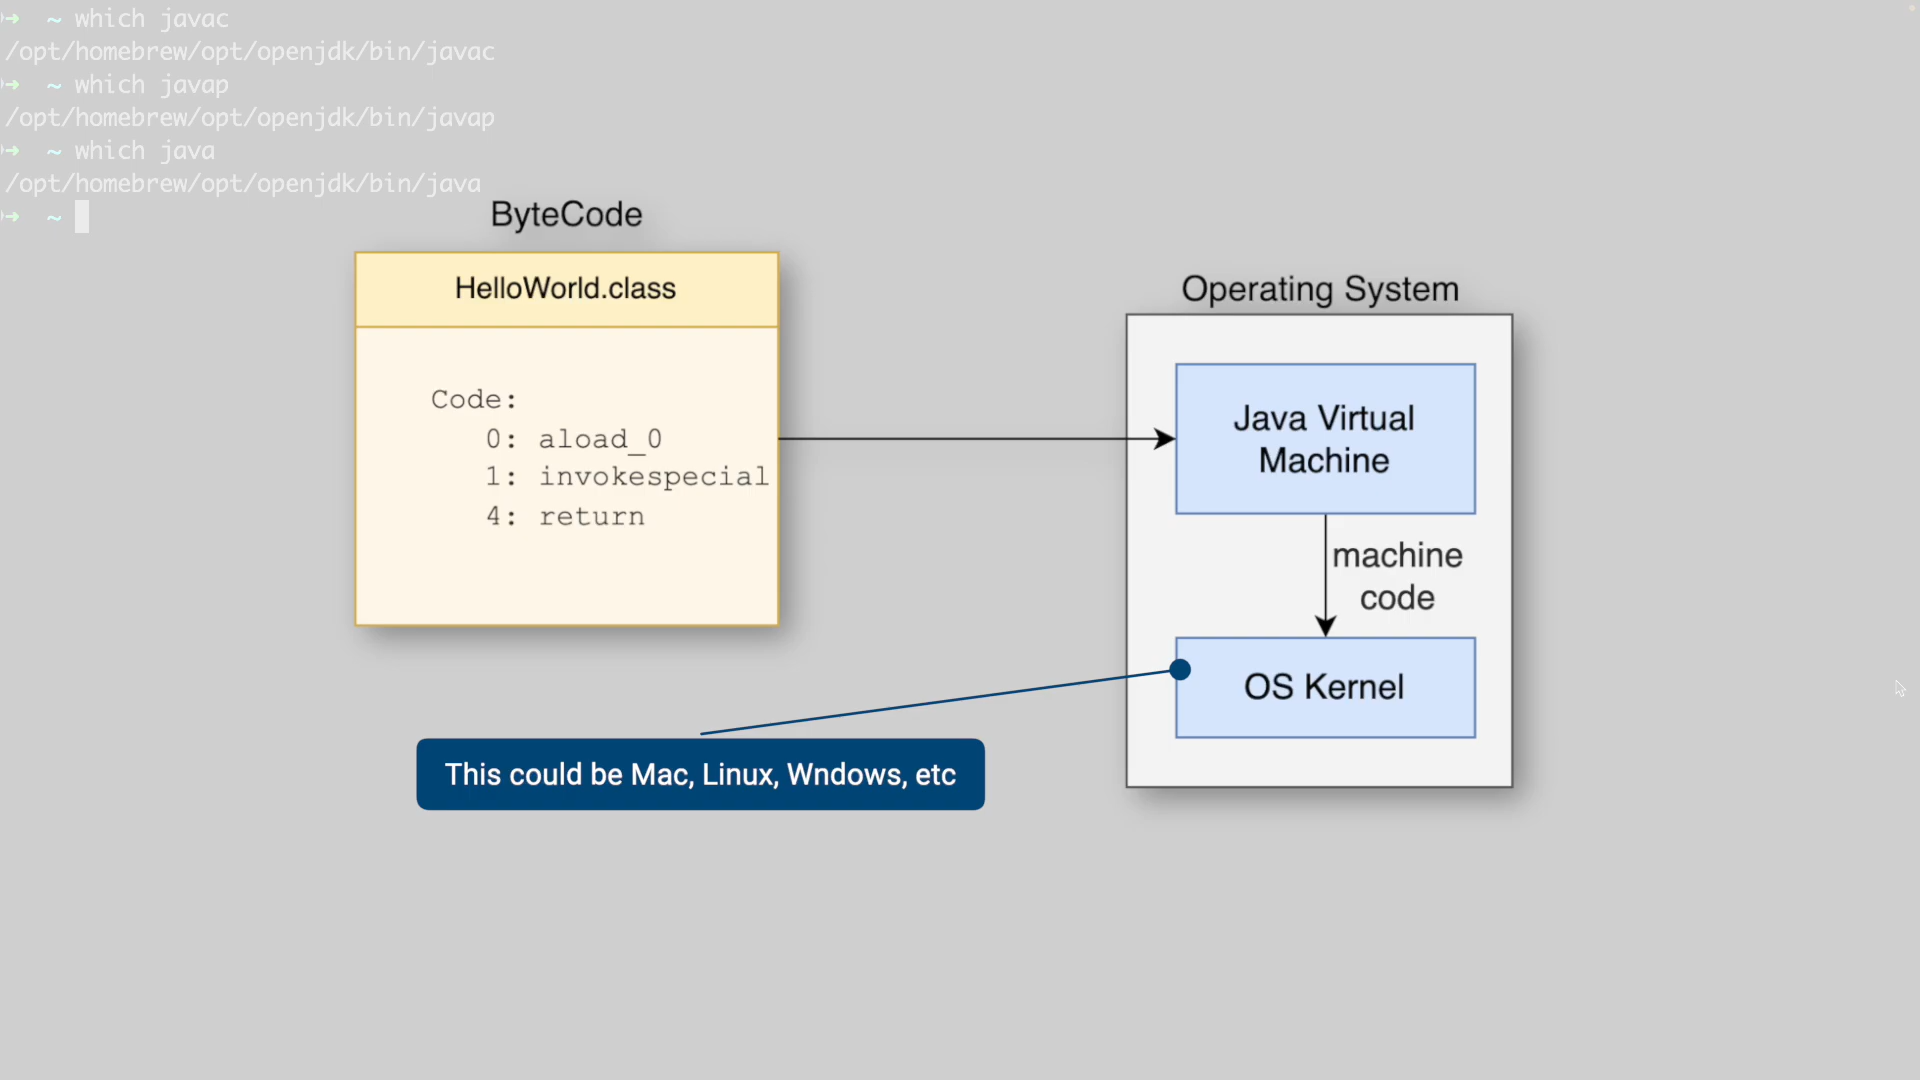 ➜ ~ which javac
/opt/homebrew/opt/openjdk/bin/javac
➜ ~ which javap
/opt/homebrew/opt/openjdk/bin/javap
➜ ~ which java
/opt/homebrew/opt/openjdk/bin/java
➜ ~
ByteCode
HelloWorld.class
Code:
0: aload_0
1: invokespecial
4: return
Operating System
Java Virtual
Machine
machine
code
OS Kernel
This could be Mac, Linux, Wndows, etc